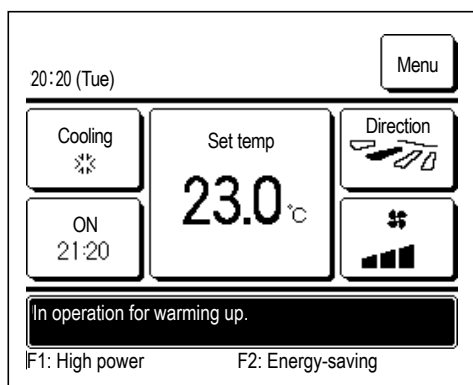 Menu
20:20 (Tue)
Cooling
Set temp
Direction
23.0 °C
ON
21:20
In operation for warming up.
F1: High power F2: Energy-saving